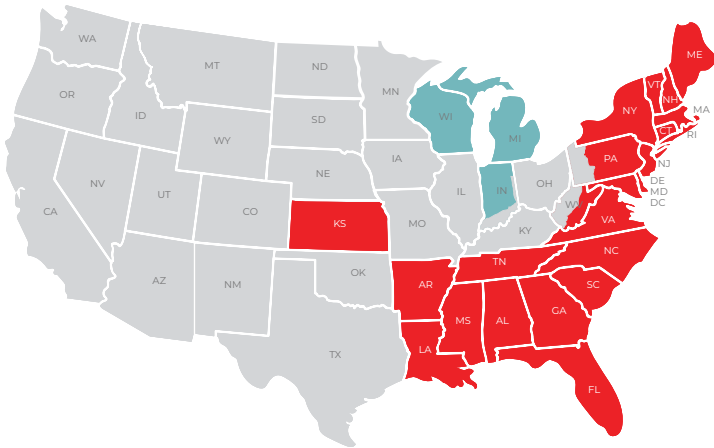 WA
MT
ND
MN
OR
ID
SD
WY
WI
MI
IA
NE
NV
UT
CA
CO
KS
IL
IN
OH
MO
KY
WV
PA
NY
VT
NH
ME
MA
CT
RI
NJ
DE
MD
DC
VA
NC
TN
SC
AZ
NM
OK
AR
MS
AL
GA
LA
TX
FL